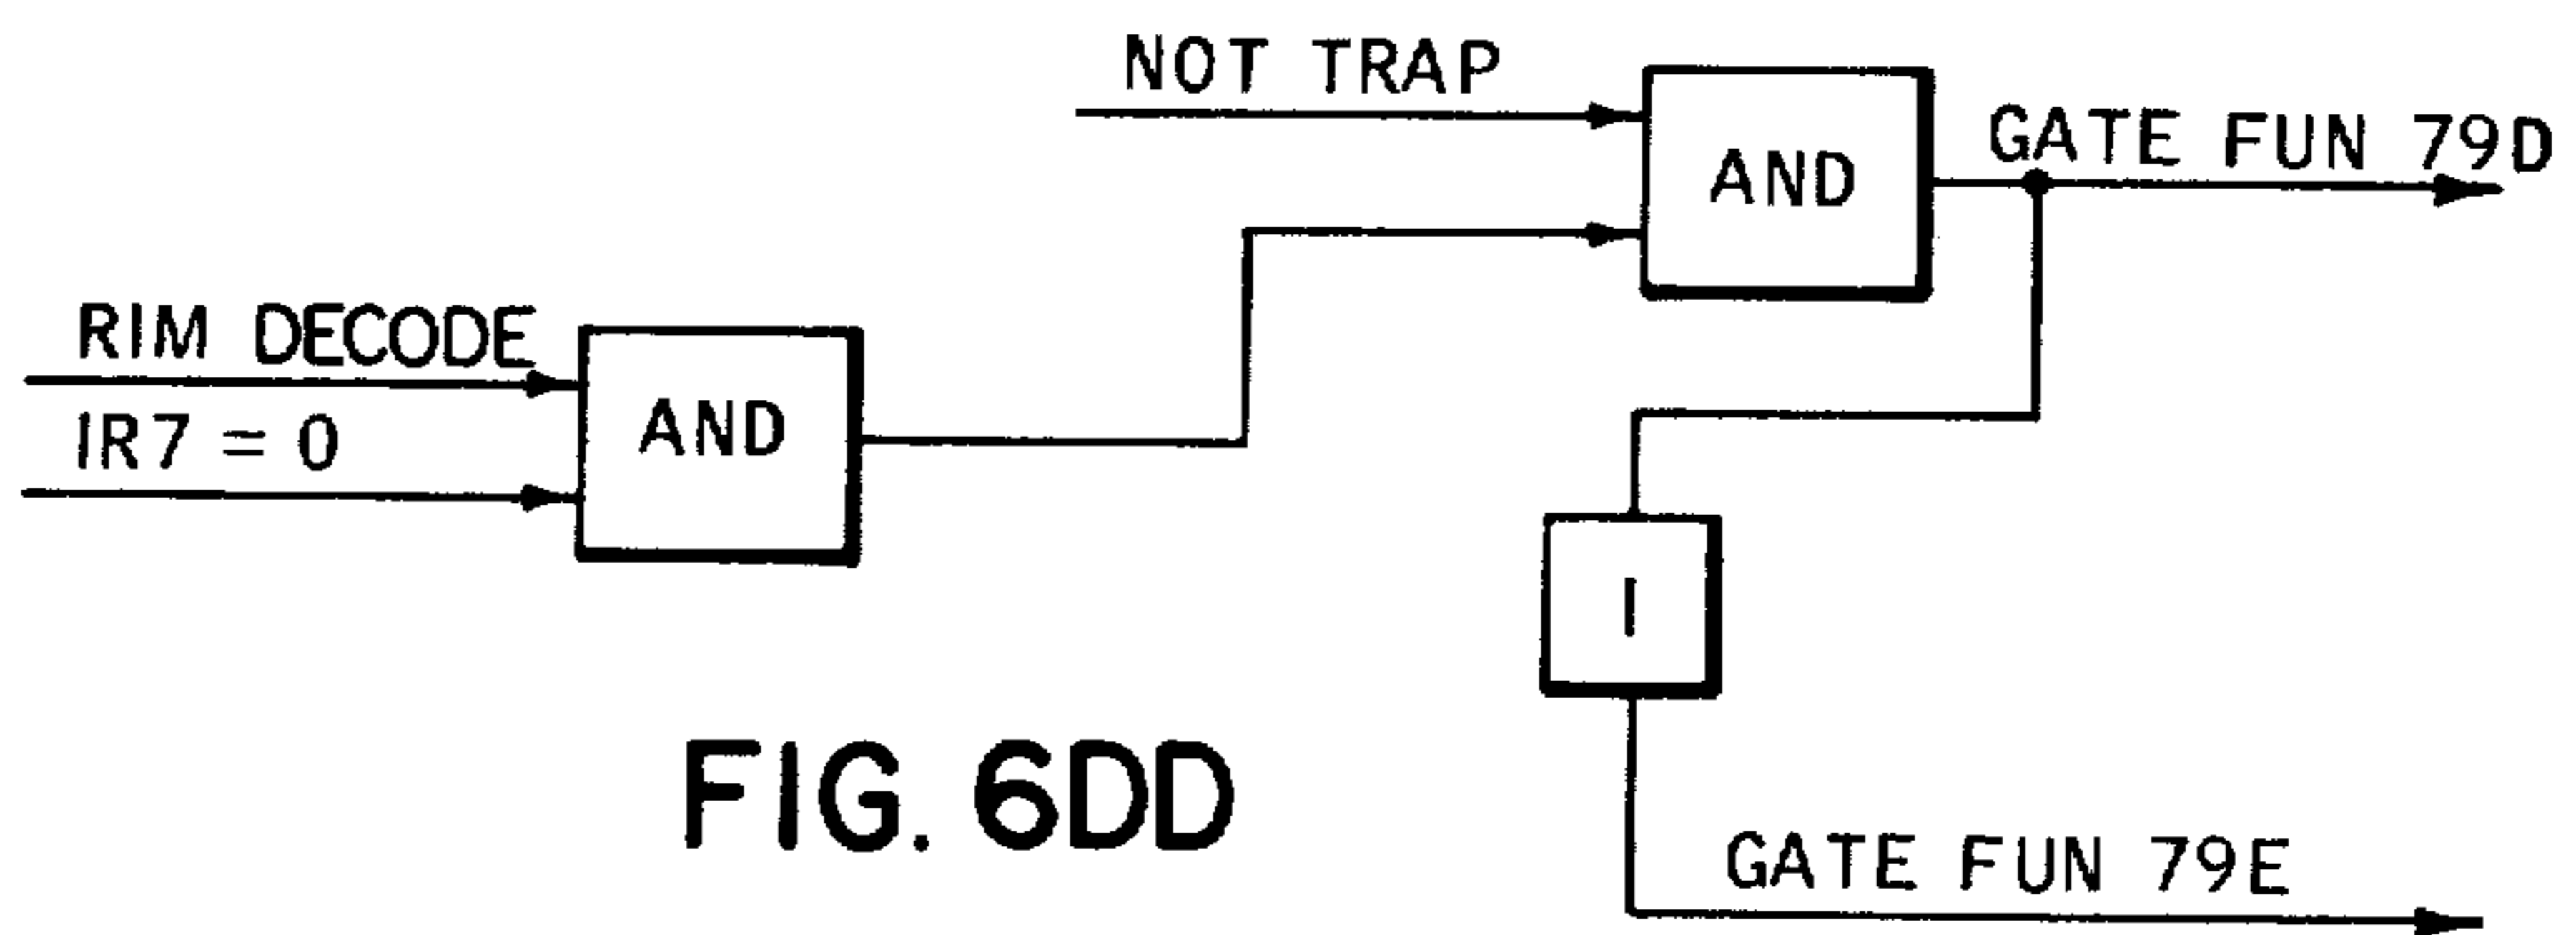 NOT TRAP
AND
GATE FUN 79D
RIM DECODE
IR7 = 0
AND
I
FIG. 6DD
GATE FUN 79E